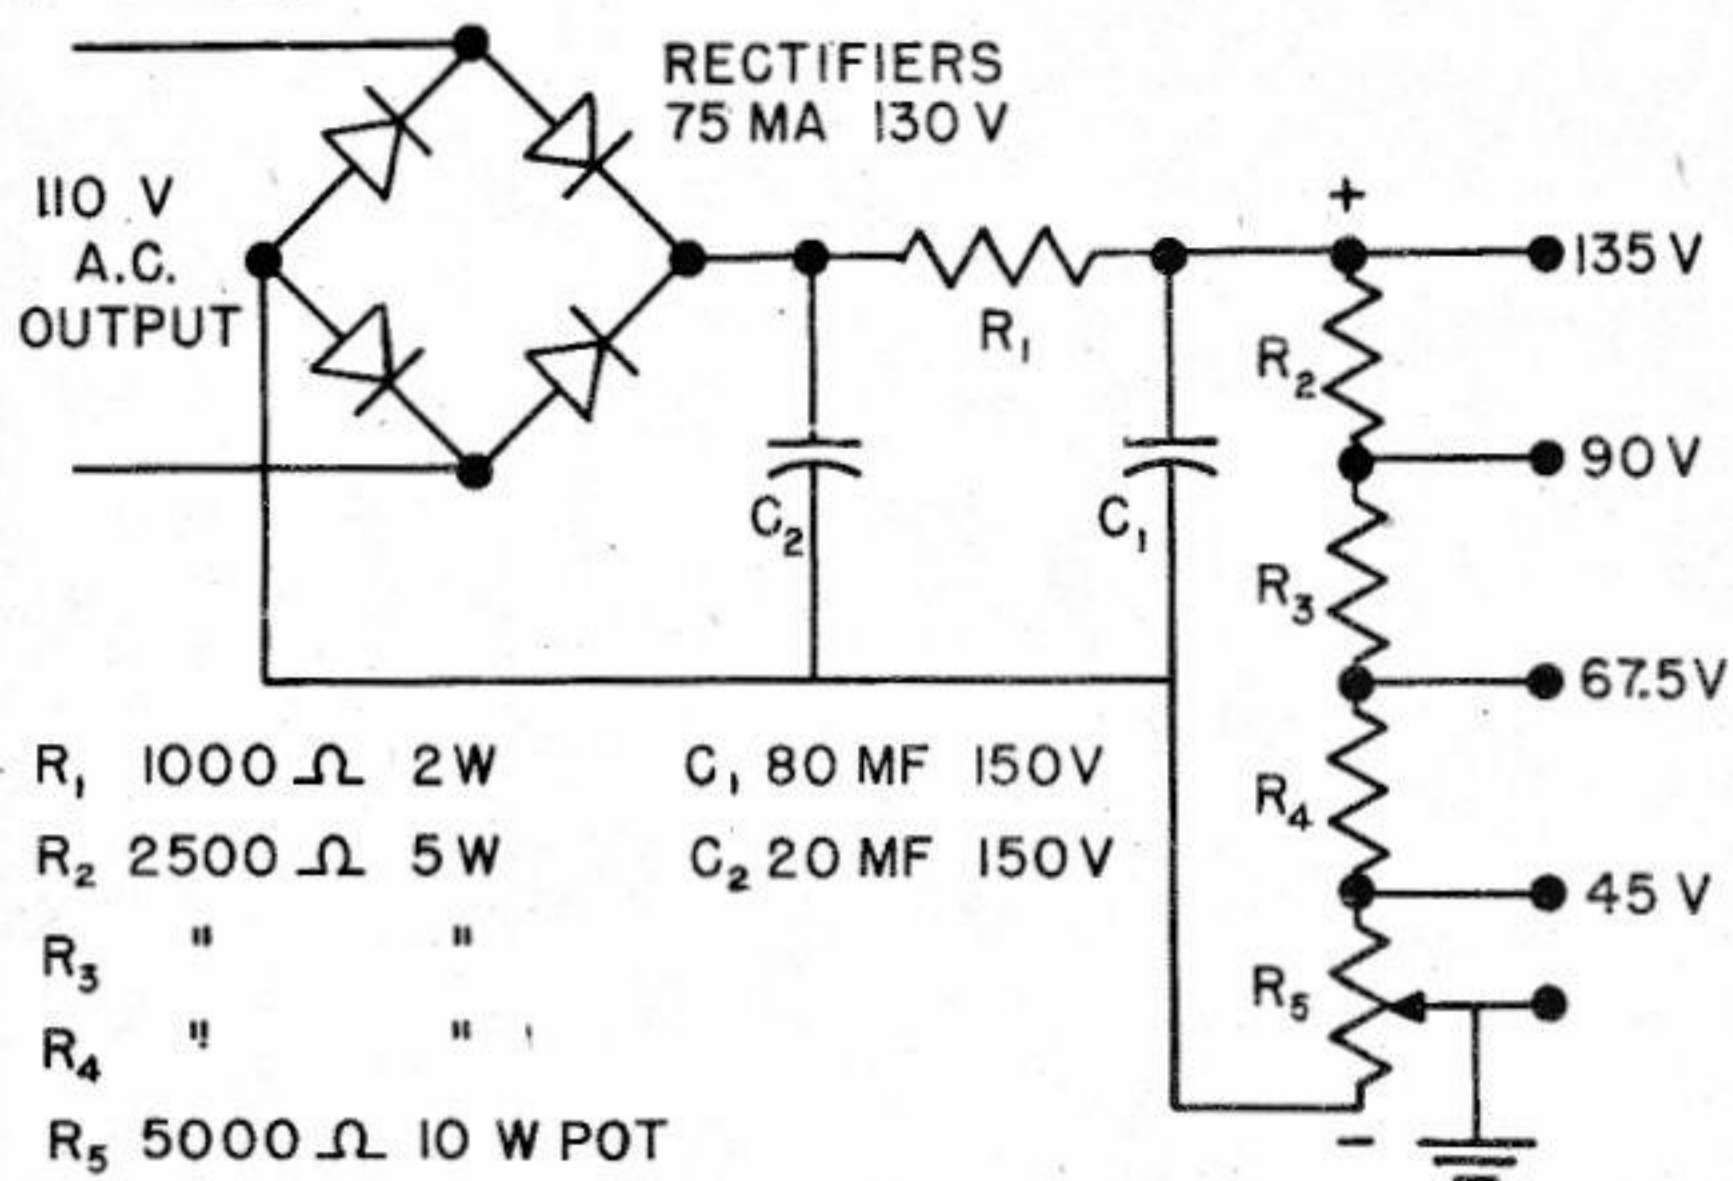 RECTIFIERS
75 MA 130 V
110 V
A.C.
OUTPUT
+
135 V
R1
R2
90 V
C2
C1
R3
67.5 V
R1 1000 Ω 2 W
C1 80 MF 150 V
R4
R2 2500 Ω 5 W
C2 20 MF 150 V
45 V
R3 " "
R5
R4 " "
R5 5000 Ω 10 W POT
−